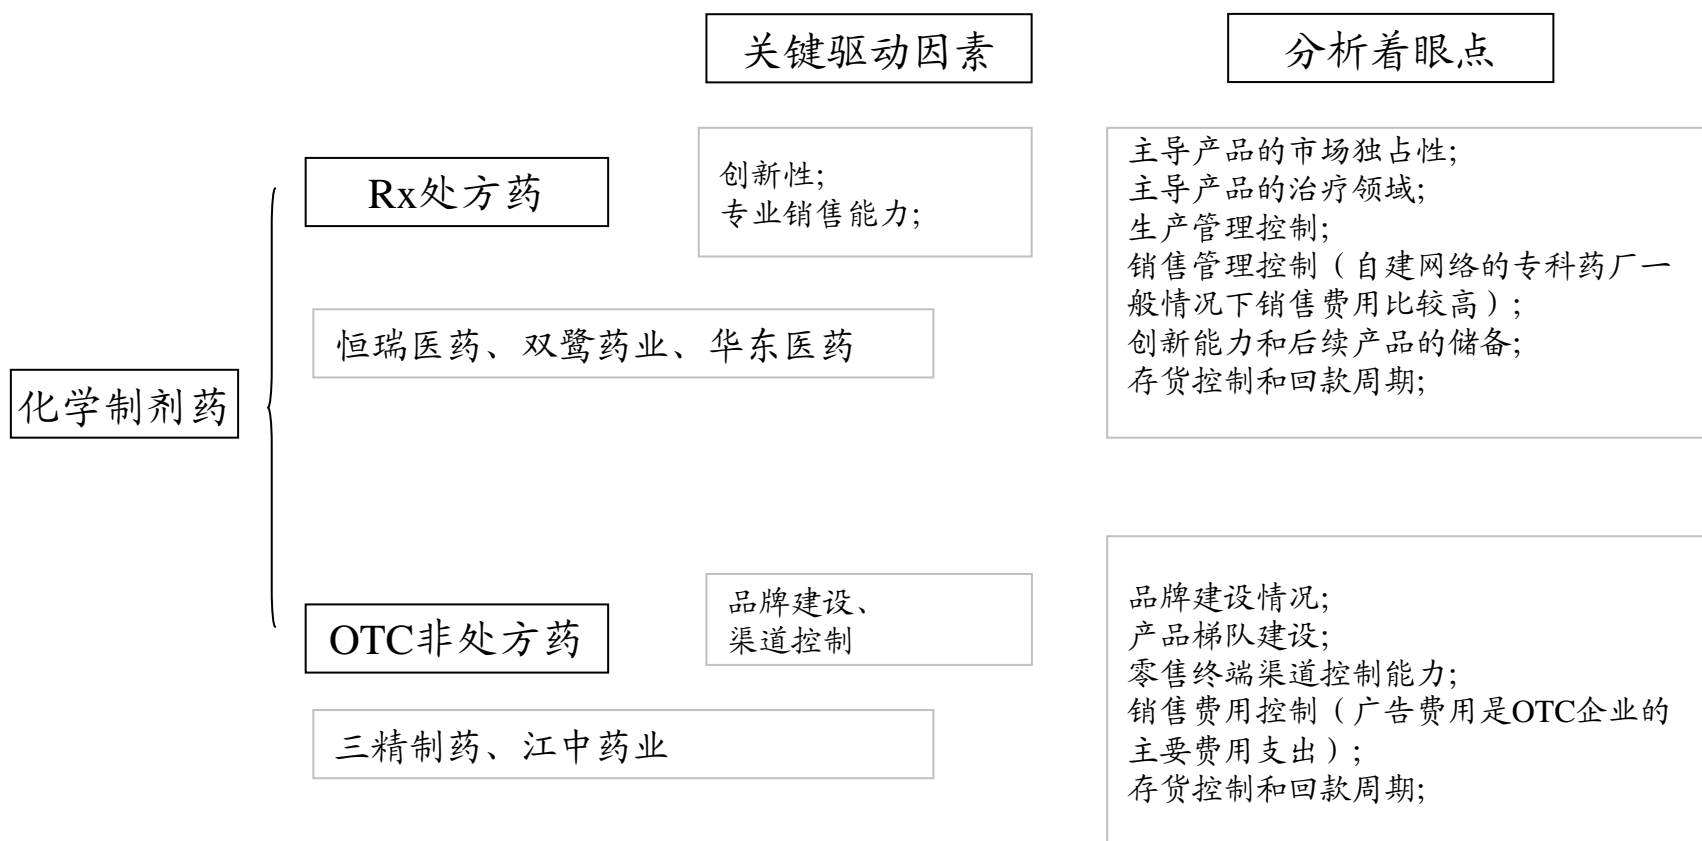 关键驱动因素
分析着眼点
化学制剂药
Rx处方药
创新性;
专业销售能力;
主导产品的市场独占性;
主导产品的治疗领域;
生产管理控制;
销售管理控制（自建网络的专科药厂一
般情况下销售费用比较高）;
创新能力和后续产品的储备;
存货控制和回款周期;
恒瑞医药、双鹭药业、华东医药
OTC非处方药
品牌建设、
渠道控制
品牌建设情况;
产品梯队建设;
零售终端渠道控制能力;
销售费用控制（广告费用是OTC企业的
主要费用支出）;
存货控制和回款周期;
三精制药、江中药业